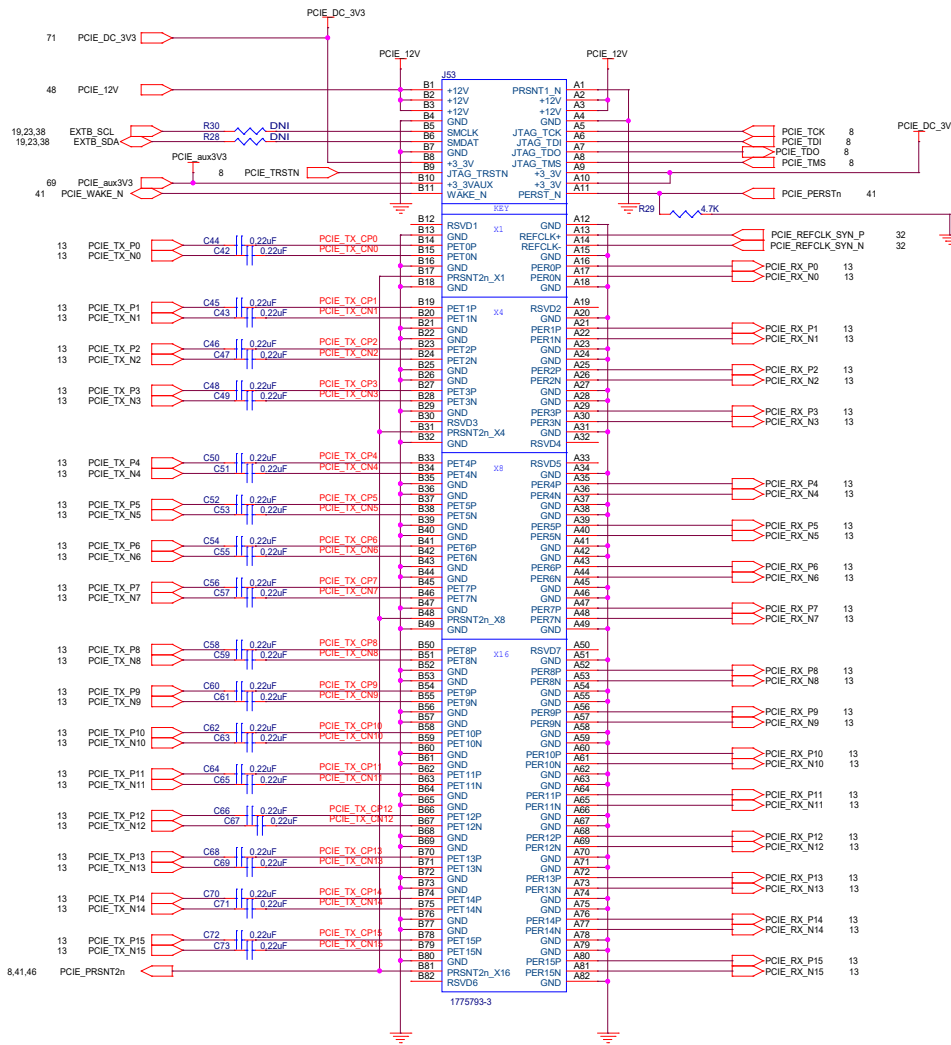 PCIE_DC_3V3
71 PCIE_DC_3V3
PCIE_12V PCIE_12V
J53
48 PCIE_12V B1 +12V PRSNT1_N A1
B2 +12V +12V A2
B3 +12V +12V A3
B4 GND GND A4 PCIE_DC_3V
19,23,38 EXTB_SCL R30 DNI B5 SMCLK JTAG_TCK A5 PCIE_TCK 8
19,23,38 EXTB_SDA R28 DNI B6 SMDAT JTAG_TDI A6 PCIE_TDI 8
B7 GND JTAG_TDO A7 PCIE_TDO 8
PCIE_aux3V3 B8 +3_3V JTAG_TMS A8 PCIE_TMS 8
8 PCIE_TRSTN B9 JTAG_TRSTN +3_3V A9
69 PCIE_aux3V3 B10 +3_3VAUX +3_3V A10
41 PCIE_WAKE_N B11 WAKE_N PERST_N A11 PCIE_PERSTn 41
KEY R29 4.7K
B12 RSVD1 X1 GND A12
B13 GND REFCLK+ A13 PCIE_REFCLK_SYN_P 32
13 PCIE_TX_P0 C44 0.22uF PCIE_TX_CP0 B14 PET0P REFCLK- A14 PCIE_REFCLK_SYN_N 32
13 PCIE_TX_N0 C42 0.22uF PCIE_TX_CN0 B15 PET0N GND A15
B16 GND PER0P A16 PCIE_RX_P0 13
B17 PRSNT2n_X1 PER0N A17 PCIE_RX_N0 13
B18 GND GND A18
13 PCIE_TX_P1 C45 0.22uF PCIE_TX_CP1 B19 PET1P X4 RSVD2 A19
13 PCIE_TX_N1 C43 0.22uF PCIE_TX_CN1 B20 PET1N GND A20
B21 GND PER1P A21 PCIE_RX_P1 13
B22 GND PER1N A22 PCIE_RX_N1 13
13 PCIE_TX_P2 C46 0.22uF PCIE_TX_CP2 B23 PET2P GND A23
13 PCIE_TX_N2 C47 0.22uF PCIE_TX_CN2 B24 PET2N GND A24
B25 GND PER2P A25 PCIE_RX_P2 13
B26 GND PER2N A26 PCIE_RX_N2 13
13 PCIE_TX_P3 C48 0.22uF PCIE_TX_CP3 B27 PET3P GND A27
13 PCIE_TX_N3 C49 0.22uF PCIE_TX_CN3 B28 PET3N GND A28
B29 GND PER3P A29 PCIE_RX_P3 13
B30 RSVD3 PER3N A30 PCIE_RX_N3 13
B31 PRSNT2n_X4 GND A31
B32 GND RSVD4 A32
13 PCIE_TX_P4 C50 0.22uF PCIE_TX_CP4 B33 PET4P X8 RSVD5 A33
13 PCIE_TX_N4 C51 0.22uF PCIE_TX_CN4 B34 PET4N GND A34
B35 GND PER4P A35 PCIE_RX_P4 13
B36 GND PER4N A36 PCIE_RX_N4 13
13 PCIE_TX_P5 C52 0.22uF PCIE_TX_CP5 B37 PET5P GND A37
13 PCIE_TX_N5 C53 0.22uF PCIE_TX_CN5 B38 PET5N GND A38
B39 GND PER5P A39 PCIE_RX_P5 13
B40 GND PER5N A40 PCIE_RX_N5 13
13 PCIE_TX_P6 C54 0.22uF PCIE_TX_CP6 B41 PET6P GND A41
13 PCIE_TX_N6 C55 0.22uF PCIE_TX_CN6 B42 PET6N GND A42
B43 GND PER6P A43 PCIE_RX_P6 13
B44 GND PER6N A44 PCIE_RX_N6 13
13 PCIE_TX_P7 C56 0.22uF PCIE_TX_CP7 B45 PET7P GND A45
13 PCIE_TX_N7 C57 0.22uF PCIE_TX_CN7 B46 PET7N GND A46
B47 GND PER7P A47 PCIE_RX_P7 13
B48 PRSNT2n_X8 PER7N A48 PCIE_RX_N7 13
B49 GND GND A49
13 PCIE_TX_P8 C58 0.22uF PCIE_TX_CP8 B50 PET8P X16 RSVD7 A50
13 PCIE_TX_N8 C59 0.22uF PCIE_TX_CN8 B51 PET8N GND A51
B52 GND PER8P A52 PCIE_RX_P8 13
B53 GND PER8N A53 PCIE_RX_N8 13
13 PCIE_TX_P9 C60 0.22uF PCIE_TX_CP9 B54 PET9P GND A54
13 PCIE_TX_N9 C61 0.22uF PCIE_TX_CN9 B55 PET9N GND A55
B56 GND PER9P A56 PCIE_RX_P9 13
B57 GND PER9N A57 PCIE_RX_N9 13
13 PCIE_TX_P10 C62 0.22uF PCIE_TX_CP10 B58 PET10P GND A58
13 PCIE_TX_N10 C63 0.22uF PCIE_TX_CN10 B59 PET10N GND A59
B60 GND PER10P A60 PCIE_RX_P10 13
B61 GND PER10N A61 PCIE_RX_N10 13
13 PCIE_TX_P11 C64 0.22uF PCIE_TX_CP11 B62 PET11P GND A62
13 PCIE_TX_N11 C65 0.22uF PCIE_TX_CN11 B63 PET11N GND A63
B64 GND PER11P A64 PCIE_RX_P11 13
B65 GND PER11N A65 PCIE_RX_N11 13
13 PCIE_TX_P12 C66 0.22uF PCIE_TX_CP12 B66 PET12P GND A66
13 PCIE_TX_N12 C67 0.22uF PCIE_TX_CN12 B67 PET12N GND A67
B68 GND PER12P A68 PCIE_RX_P12 13
B69 GND PER12N A69 PCIE_RX_N12 13
13 PCIE_TX_P13 C68 0.22uF PCIE_TX_CP13 B70 PET13P GND A70
13 PCIE_TX_N13 C69 0.22uF PCIE_TX_CN13 B71 PET13N GND A71
B72 GND PER13P A72 PCIE_RX_P13 13
B73 GND PER13N A73 PCIE_RX_N13 13
13 PCIE_TX_P14 C70 0.22uF PCIE_TX_CP14 B74 PET14P GND A74
13 PCIE_TX_N14 C71 0.22uF PCIE_TX_CN14 B75 PET14N GND A75
B76 GND PER14P A76 PCIE_RX_P14 13
B77 GND PER14N A77 PCIE_RX_N14 13
13 PCIE_TX_P15 C72 0.22uF PCIE_TX_CP15 B78 PET15P GND A78
13 PCIE_TX_N15 C73 0.22uF PCIE_TX_CN15 B79 PET15N GND A79
B80 GND PER15P A80 PCIE_RX_P15 13
8,41,46 PCIE_PRSNT2n B81 PRSNT2n_X16 PER15N A81 PCIE_RX_N15 13
B82 RSVD6 GND A82
1775793-3